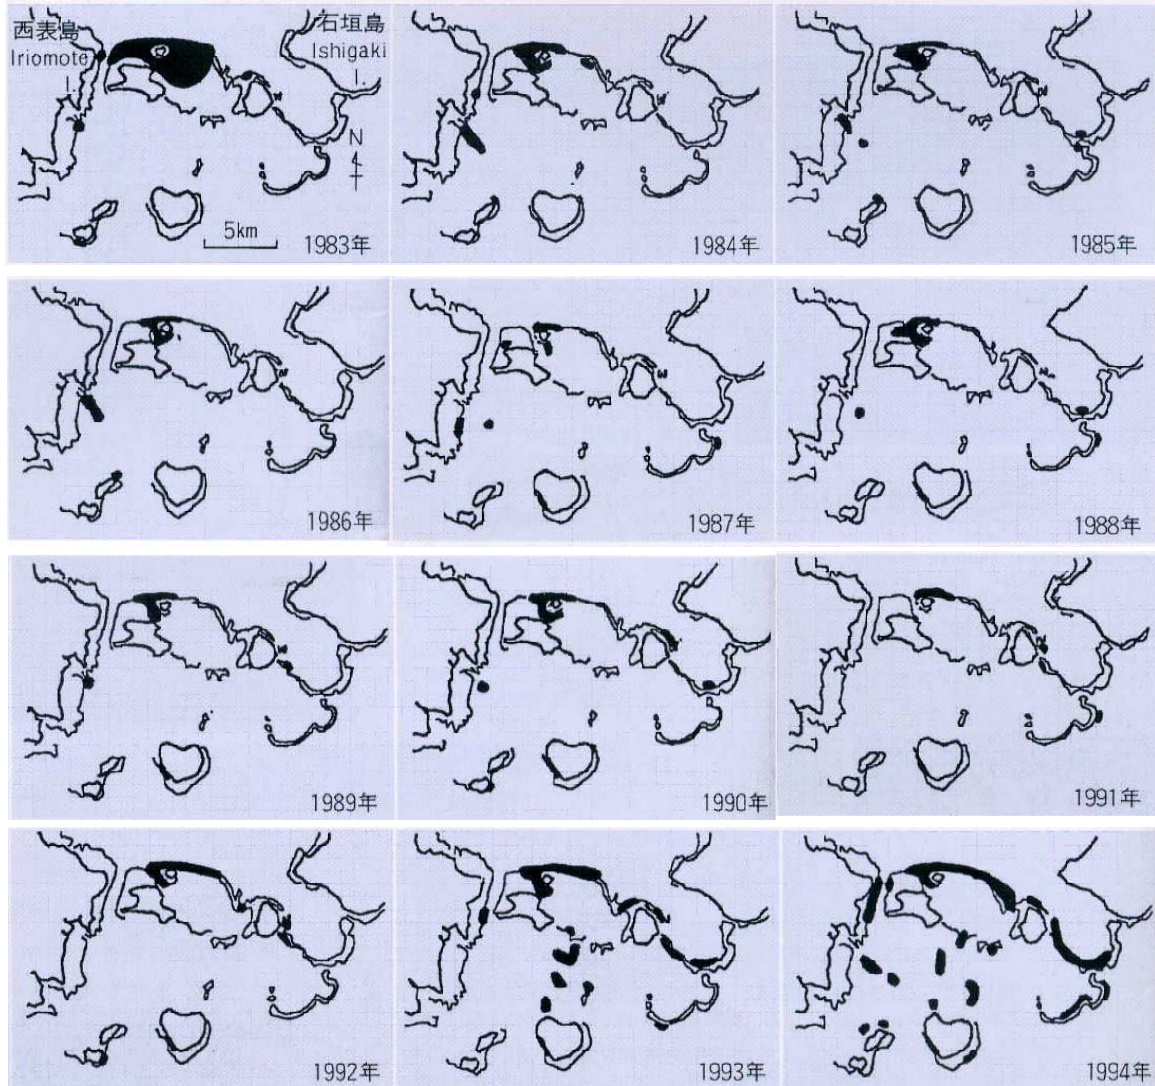 西表島
Iriomote
I.
石垣島
Ishigaki
I.
N
5km
1983年
1984年
1985年
1986年
1987年
1988年
1989年
1990年
1991年
1992年
1993年
1994年